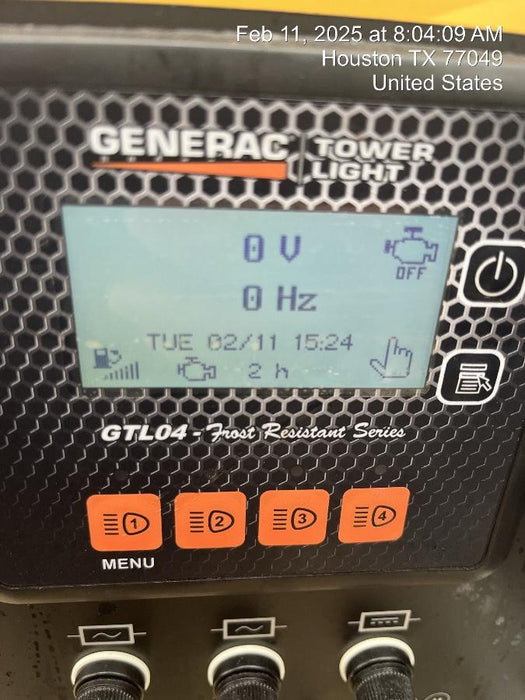 Feb 11, 2025 at 8:04:09 AM
Houston TX 77049
United States
GENERAC
TOWER
LIGHT
0 V
OFF
0 Hz
TUE 02/11 15:24
2 h
GTL04 - Frost Resistant Series
1 2 3 4
MENU